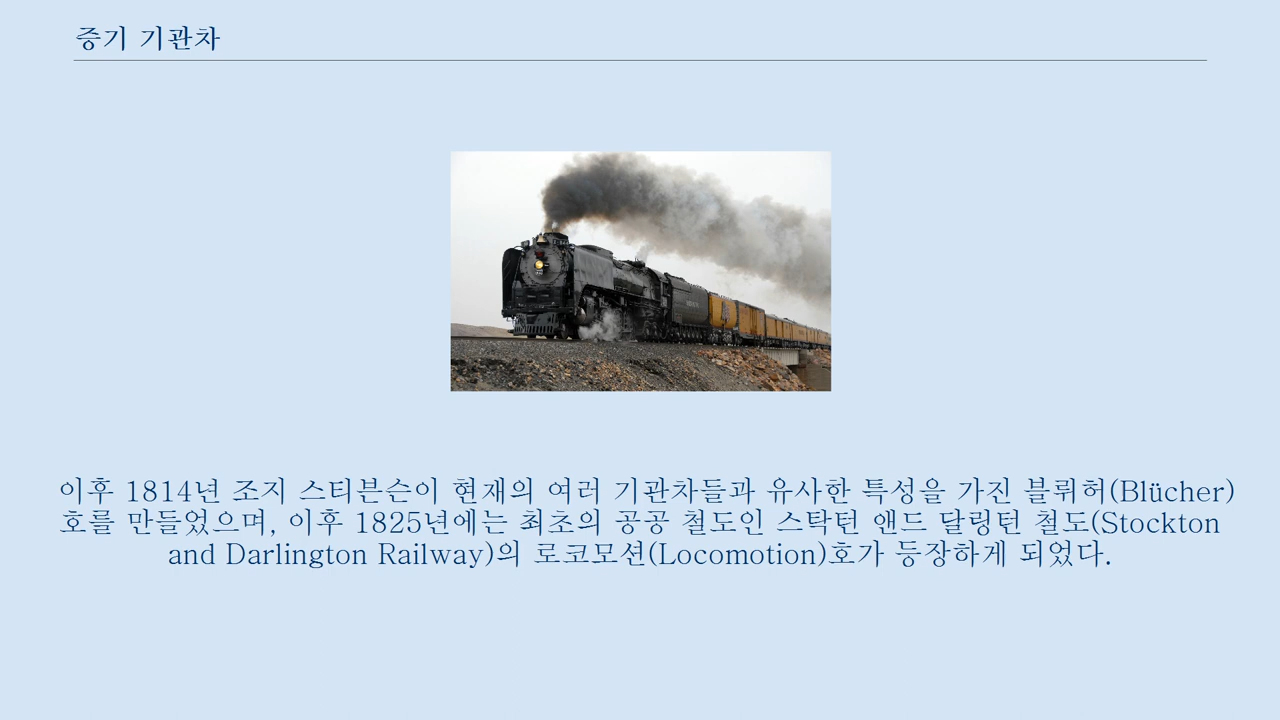 증기 기관차
이후 1814년 조지 스티븐슨이 현재의 여러 기관차들과 유사한 특성을 가진 블뤼허(Blücher)
호를 만들었으며, 이후 1825년에는 최초의 공공 철도인 스탁턴 앤드 달링턴 철도(Stockton
and Darlington Railway)의 로코모션(Locomotion)호가 등장하게 되었다.